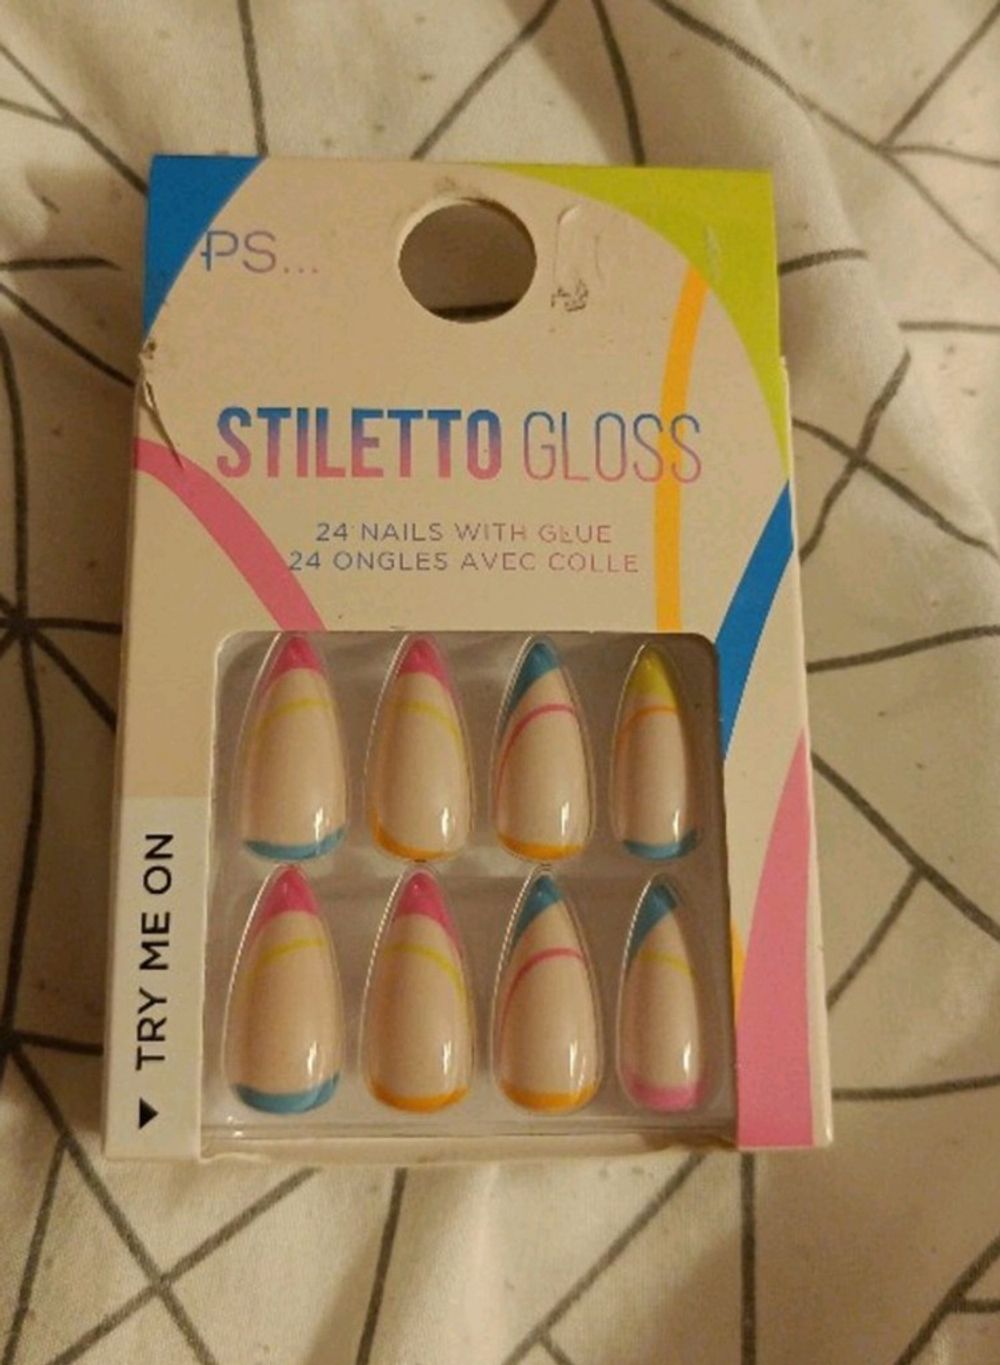 PS...
STILETTO GLOSS
24 NAILS WITH GLUE
24 ONGLES AVEC COLLE
TRY ME ON